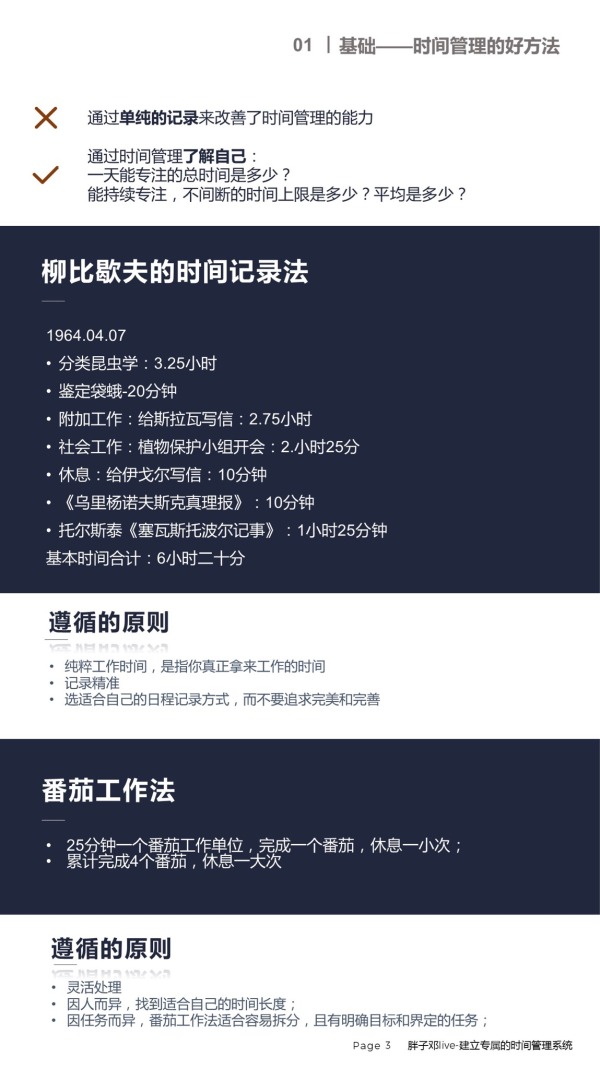 01 | 基础——时间管理的好方法
通过单纯的记录来改善了时间管理的能力
通过时间管理了解自己：
一天能专注的总时间是多少？
能持续专注，不间断的时间上限是多少？平均是多少？
柳比歇夫的时间记录法
1964.04.07
• 分类昆虫学：3.25小时
• 鉴定袋蛾-20分钟
• 附加工作：给斯拉瓦写信：2.75小时
• 社会工作：植物保护小组开会：2.小时25分
• 休息：给伊戈尔写信：10分钟
• 《乌里杨诺夫斯克真理报》：10分钟
• 托尔斯泰《塞瓦斯托波尔记事》：1小时25分钟
基本时间合计：6小时二十分
遵循的原则
• 纯粹工作时间，是指你真正拿来工作的时间
• 记录精准
• 选适合自己的日程记录方式，而不要追求完美和完善
番茄工作法
• 25分钟一个番茄工作单位，完成一个番茄，休息一小次；
• 累计完成4个番茄，休息一大次
遵循的原则
• 灵活处理
• 因人而异，找到适合自己的时间长度；
• 因任务而异，番茄工作法适合容易拆分，且有明确目标和界定的任务；
Page 3 胖子邓live-建立专属的时间管理系统